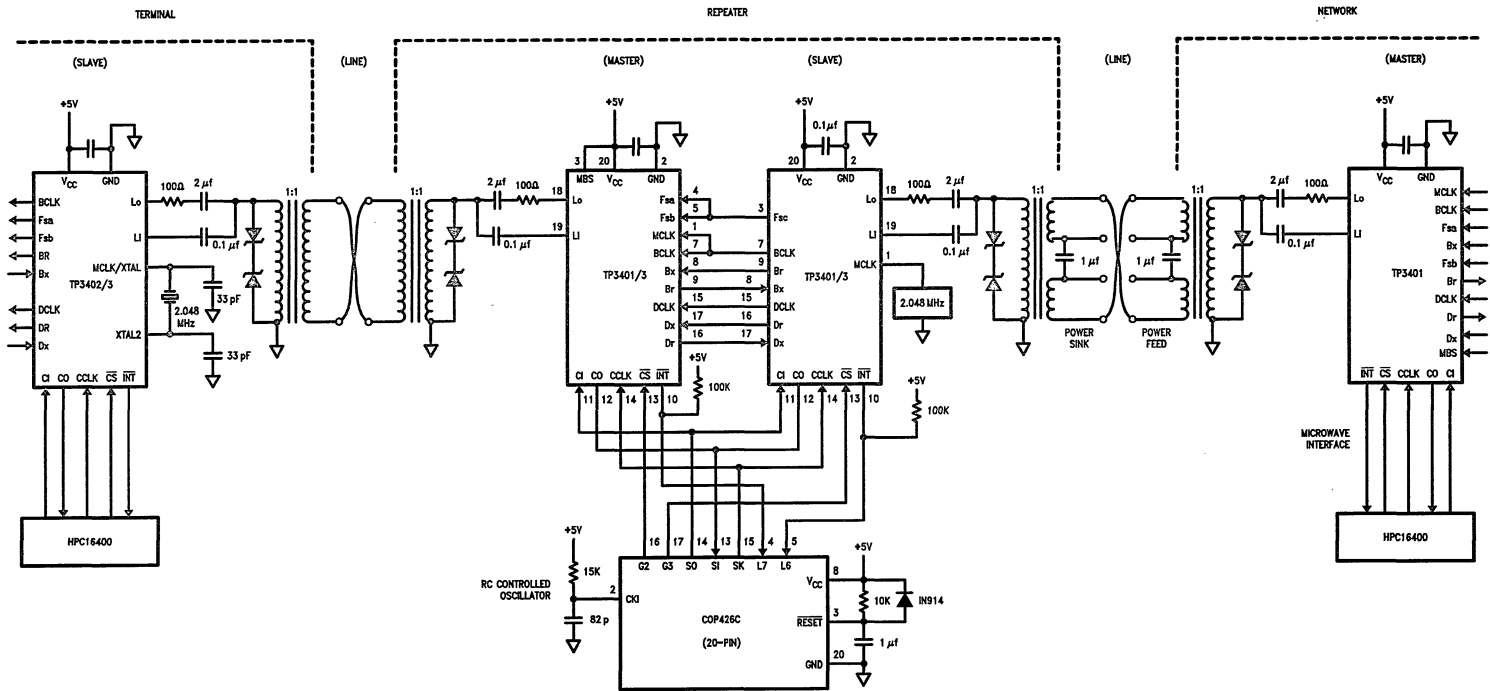 TERMINAL
REPEATER
NETWORK
(SLAVE)
(LINE)
(MASTER)
(SLAVE)
(LINE)
(MASTER)
+5V
VCC
GND
BCLK
Fsa
Fsb
BR
Bx
DCLK
DR
Dx
Lo
LI
MCLK/XTAL
TP3402/3
XTAL2
CI CO CCLK CS INT
100Ω
2 μf
0.1 μf
33 pF
2.048
MHz
33 pF
1:1
HPC16400
1:1
2 μf
100Ω
18
0.1 μf
19
+5V
3
20
2
MBS
VCC
GND
Lo
LI
Fsa
Fsb
MCLK
BCLK
Bx
Br
DCLK
Dx
Dr
TP3401/3
CI CO CCLK CS INT
11 12 14 13 10
4
5
1
7
8
9
15
17
16
+5V
100K
3
7
9
8
15
16
17
+5V
0.1 μf
20
2
VCC
GND
Fsc
BCLK
Br
Bx
DCLK
Dr
Dx
Lo
LI
MCLK
TP3401/3
CI CO CCLK CS INT
11 12 14 13 10
18
19
1
100Ω
2 μf
0.1 μf
2.048 MHz
+5V
100K
1:1
1 μf
1 μf
POWER
SINK
POWER
FEED
1:1
2 μf
100Ω
0.1 μf
+5V
VCC
GND
Lo
LI
MCLK
BCLK
Fsa
Bx
Fsb
Br
DCLK
Dr
Dx
MBS
TP3401
INT CS CCLK CO CI
MICROWAVE
INTERFACE
HPC16400
+5V
15K
RC CONTROLLED
OSCILLATOR
82 p
2
CKI
16 17 14 13 15 4 5
G2 G3 SO SI SK L7 L6
COP426C
(20-PIN)
+5V
8
VCC
10K
IN914
3
RESET
1 μf
20
GND